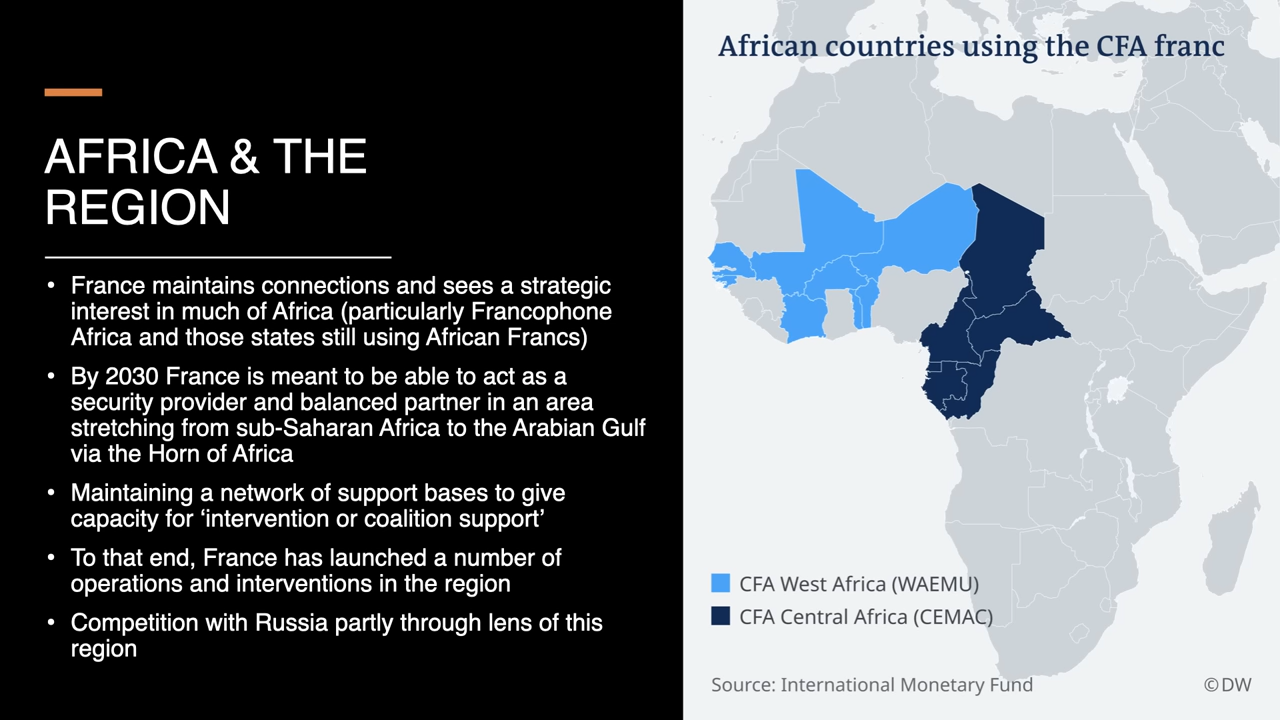 AFRICA & THE
REGION
• France maintains connections and sees a strategic
interest in much of Africa (particularly Francophone
Africa and those states still using African Francs)
• By 2030 France is meant to be able to act as a
security provider and balanced partner in an area
stretching from sub-Saharan Africa to the Arabian Gulf
via the Horn of Africa
• Maintaining a network of support bases to give
capacity for ‘intervention or coalition support’
• To that end, France has launched a number of
operations and interventions in the region
• Competition with Russia partly through lens of this
region
African countries using the CFA franc
CFA West Africa (WAEMU)
CFA Central Africa (CEMAC)
Source: International Monetary Fund
©DW